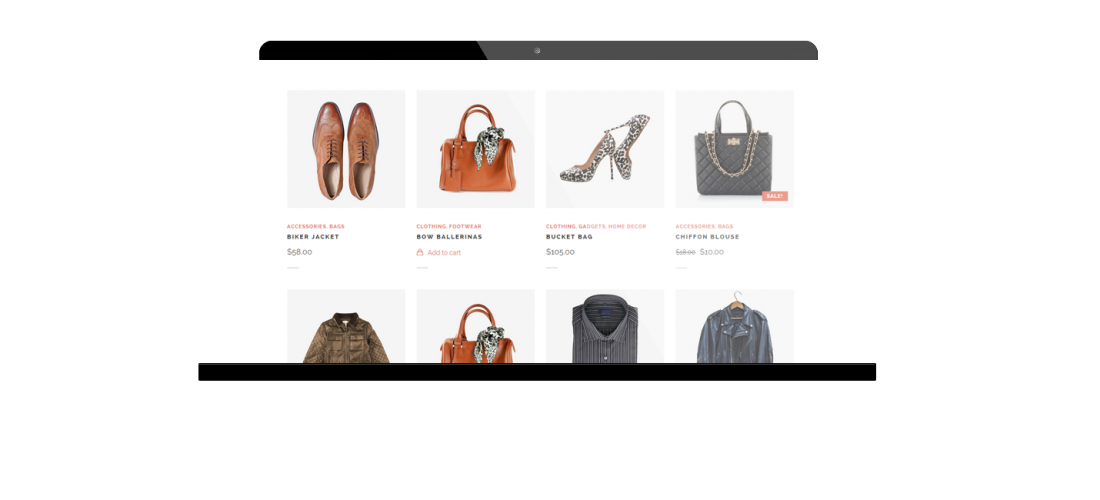 SALE!
ACCESSORIES, BAGS
BIKER JACKET
$58.00
CLOTHING, FOOTWEAR
BOW BALLERINAS
Add to cart
CLOTHING, GADGETS, HOME DECOR
BUCKET BAG
$105.00
ACCESSORIES, BAGS
CHIFFON BLOUSE
$18.00 $10.00